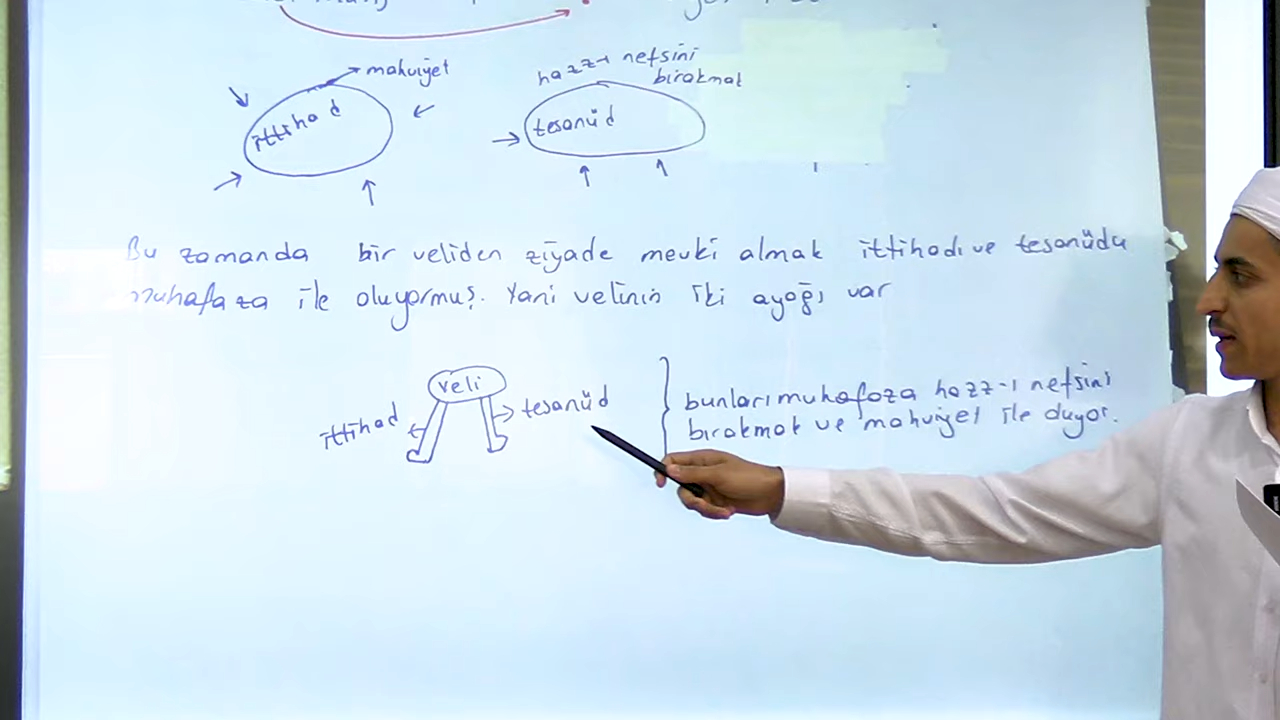 mahviyet
ittihad
hazz-ı nefsini
bırakmak
tesanüd
Bu zamanda bir veliden ziyade mevki almak ittihadı ve tesanüdü
muhafaza ile oluyormuş. Yani velinin iki ayağı var
veli
ittihad
tesanüd
bunları muhafaza hazz-ı nefsini
bırakmak ve mahviyet ile oluyor.